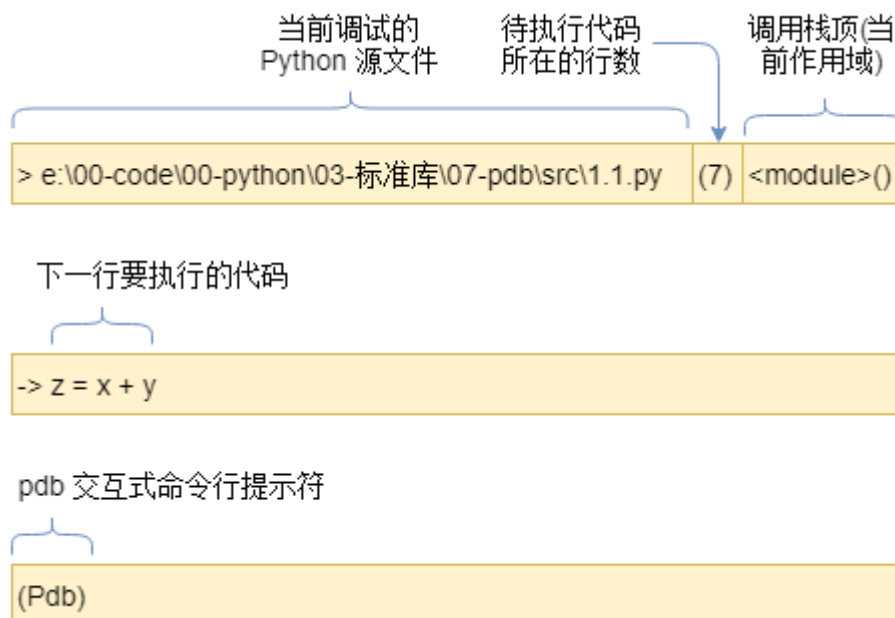 当前调试的
Python 源文件
待执行代码
所在的行数
调用栈顶(当
前作用域)
> e:\00-code\00-python\03-标准库\07-pdb\src\1.1.py (7) <module>()
下一行要执行的代码
-> z = x + y
pdb 交互式命令行提示符
(Pdb)